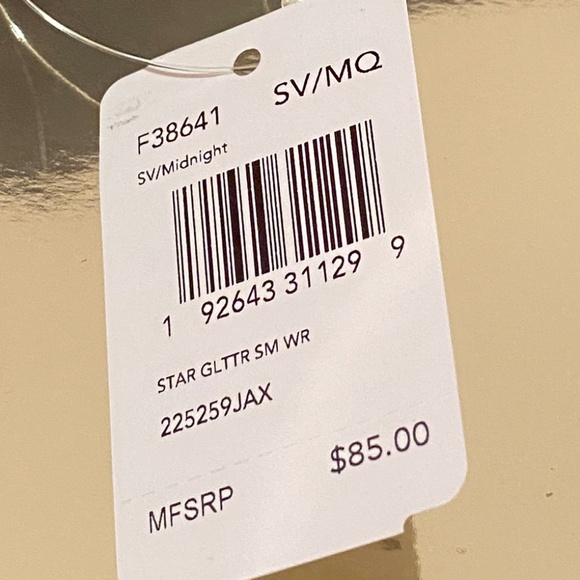 SV/MQ
F38641
SV/Midnight
1 92643 31129 9
STAR GLTTR SM WR
225259JAX
$85.00
MFSRP